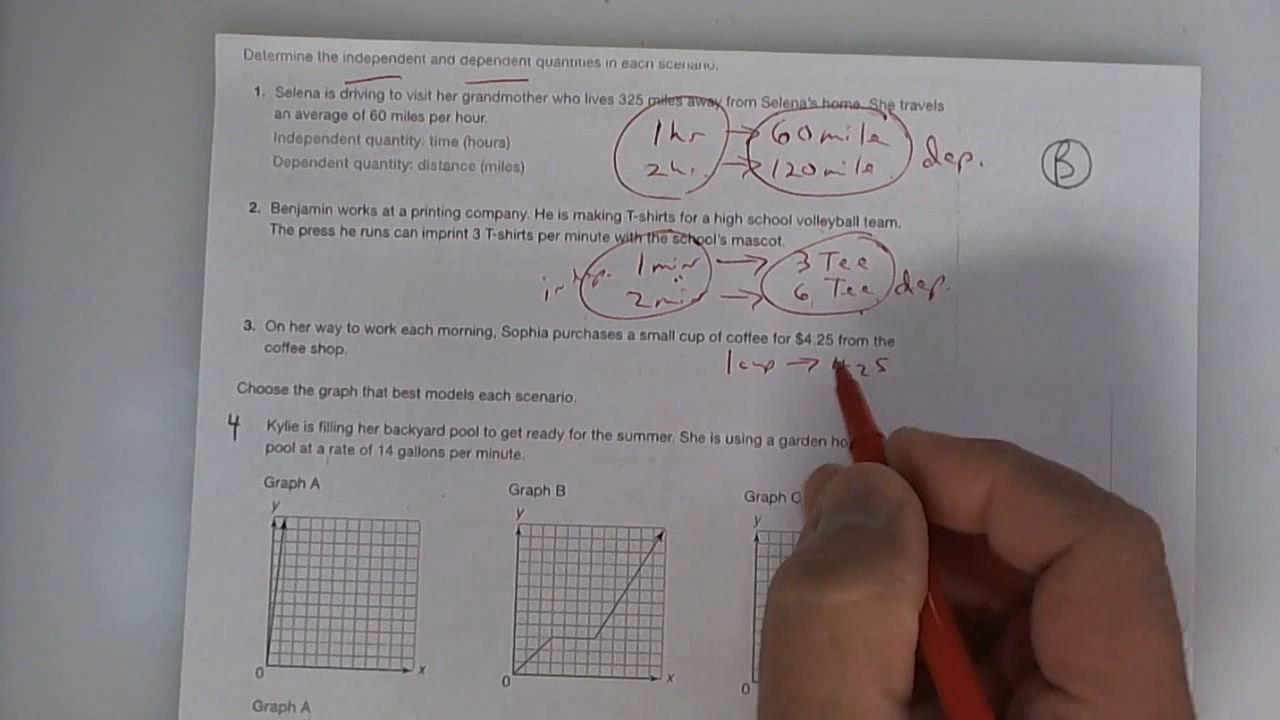 Determine the independent and dependent quantities in each scenario.
1. Selena is driving to visit her grandmother who lives 325 miles away from Selena's home. She travels
an average of 60 miles per hour.
1hr → 60 mile
Independent quantity: time (hours)
Dependent quantity: distance (miles)
2hr. → 120 mile
dep.
B
2. Benjamin works at a printing company. He is making T-shirts for a high school volleyball team.
The press he runs can imprint 3 T-shirts per minute with the school's mascot.
1 min → 3 Tee
2 min → 6 Tee
dep.
3. On her way to work each morning, Sophia purchases a small cup of coffee for $4.25 from the
coffee shop.
1 cup → 4.25
Choose the graph that best models each scenario.
4 Kylie is filling her backyard pool to get ready for the summer. She is using a garden
pool at a rate of 14 gallons per minute.
Graph A
Graph B
Graph C
y
y
y
0
x
0
x
0
Graph A